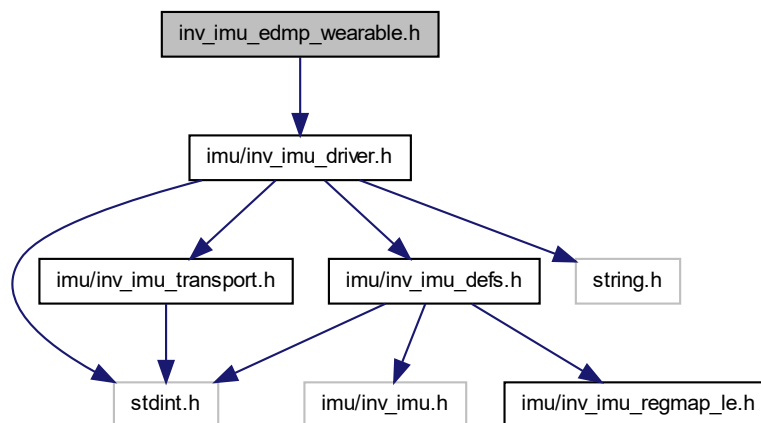 inv_imu_edmp_wearable.h
imu/inv_imu_driver.h
imu/inv_imu_transport.h
imu/inv_imu_defs.h
string.h
stdint.h
imu/inv_imu.h
imu/inv_imu_regmap_le.h